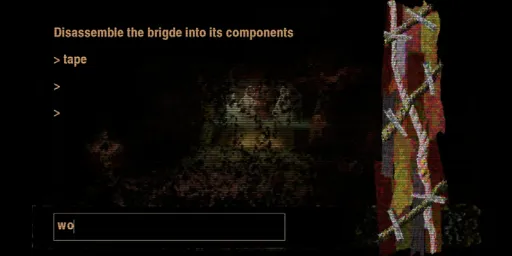 Disassemble the brigde into its components
> tape
>
>
wo